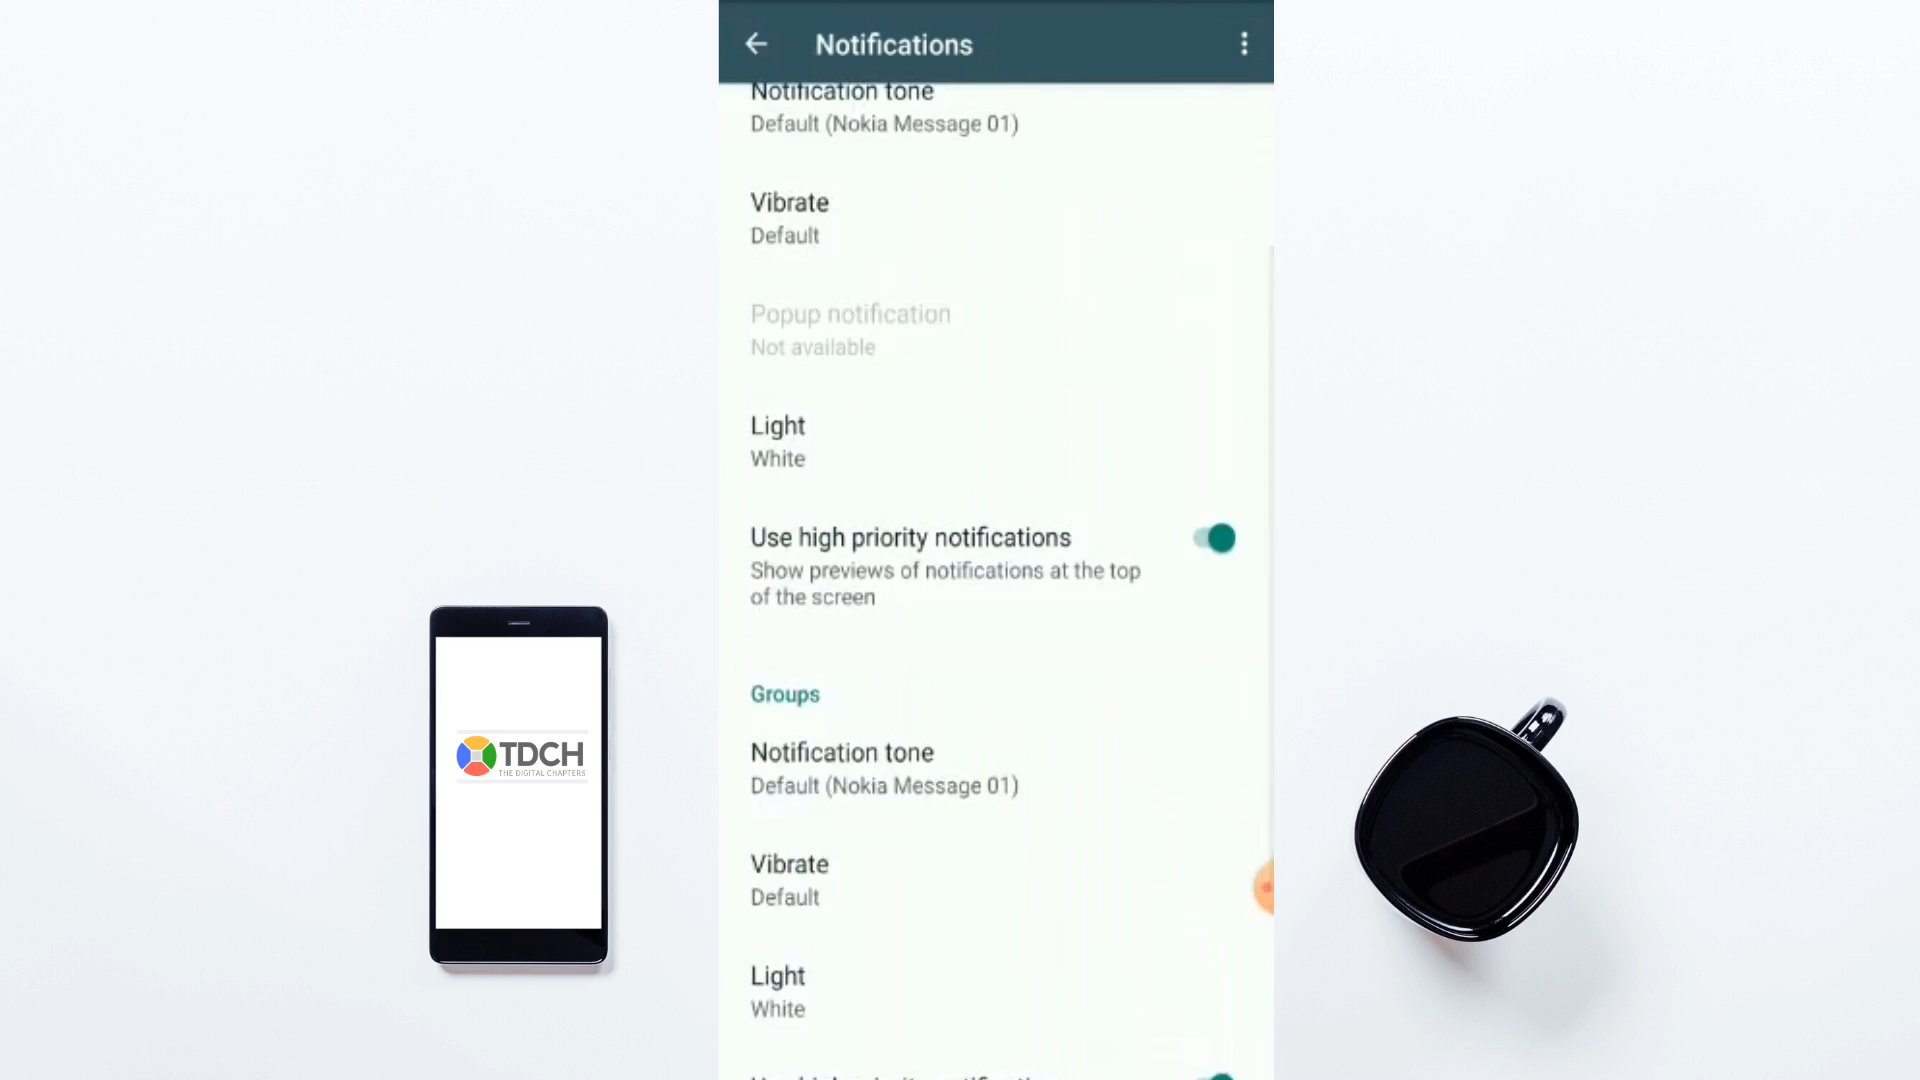 Notifications
Notification tone
Default (Nokia Message 01)
Vibrate
Default
Popup notification
Not available
Light
White
Use high priority notifications
Show previews of notifications at the top
of the screen
Groups
Notification tone
Default (Nokia Message 01)
Vibrate
Default
Light
White
TDCH
THE DIGITAL CHAPTERS